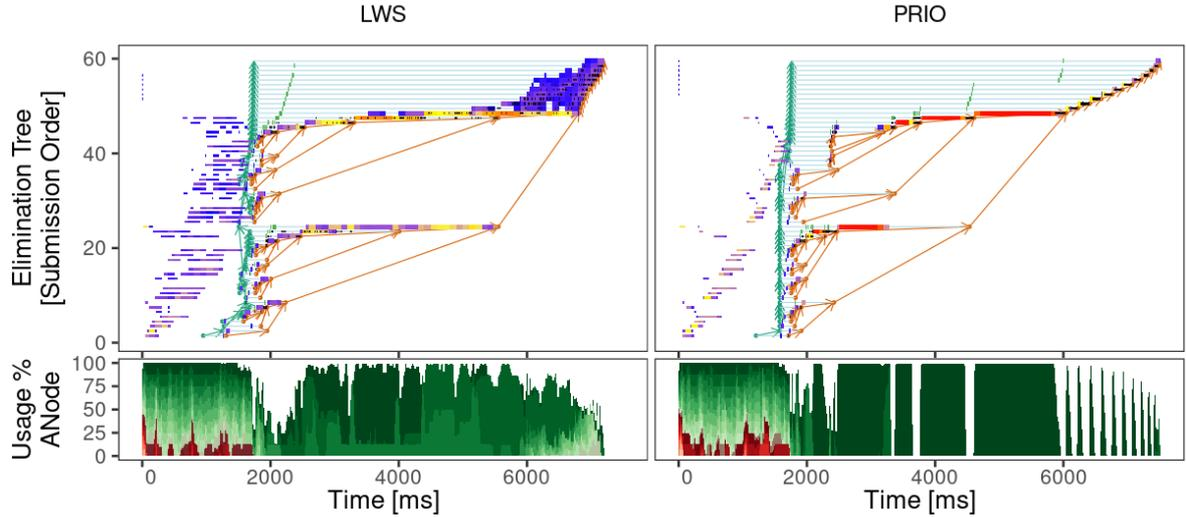 LWS
PRIO
Elimination Tree
[Submission Order]
60
40
20
0
Usage %
ANode
100
75
50
25
0
0 2000 4000 6000
0 2000 4000 6000
Time [ms]
Time [ms]